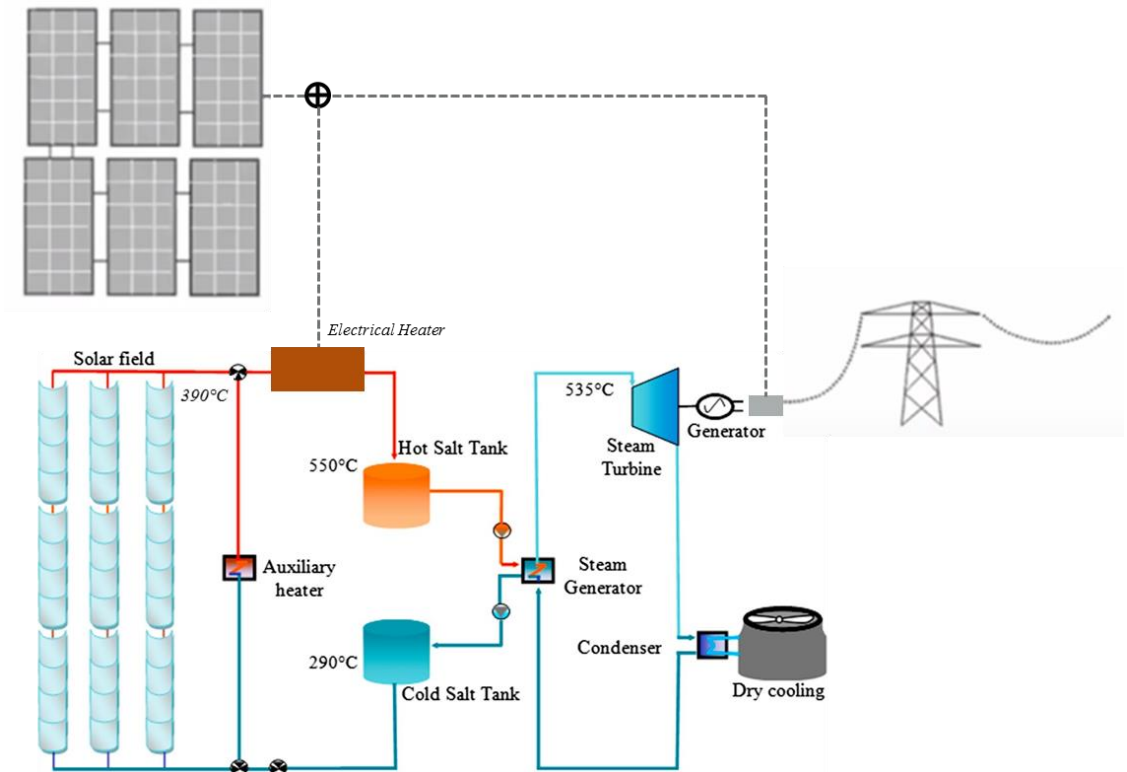 Electrical Heater
Solar field
390°C
535°C
Generator
Steam
Turbine
Hot Salt Tank
550°C
Auxiliary
heater
Steam
Generator
290°C
Cold Salt Tank
Condenser
Dry cooling